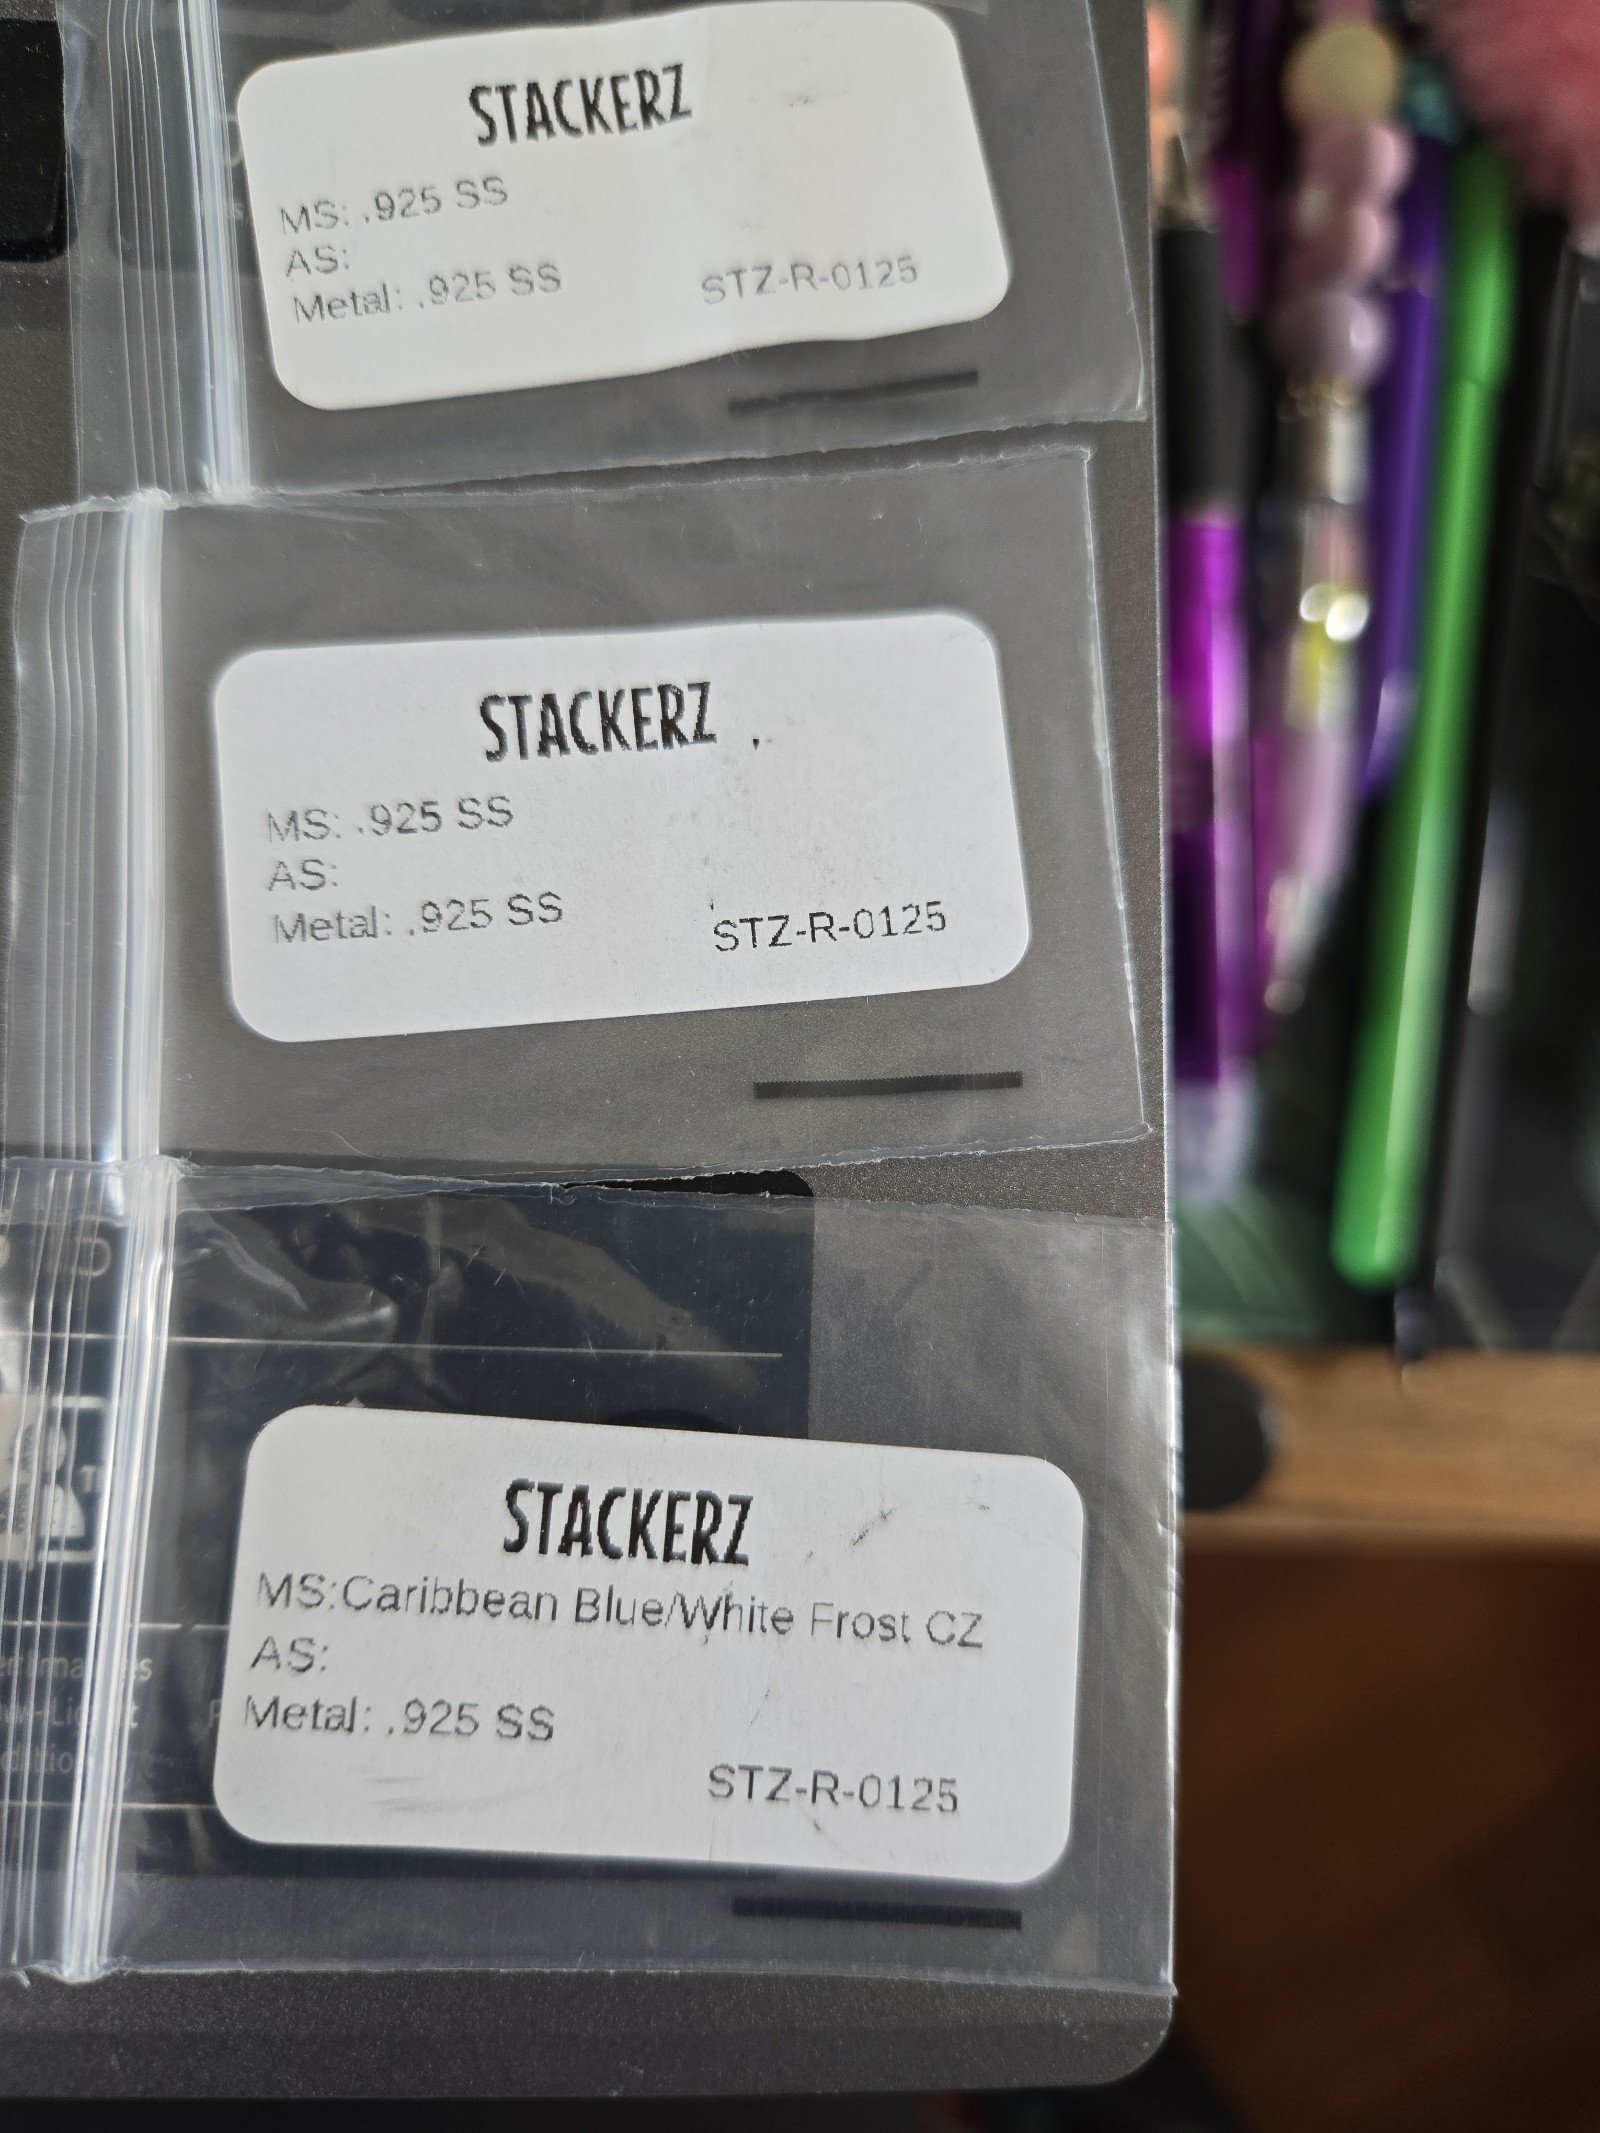 STACKERZ
MS: .925 SS
AS:
Metal: .925 SS
STZ-R-0125
STACKERZ
MS: .925 SS
AS:
Metal: .925 SS
STZ-R-0125
ID
STACKERZ
MS:Caribbean Blue/White Frost CZ
AS:
Metal: .925 SS
STZ-R-0125